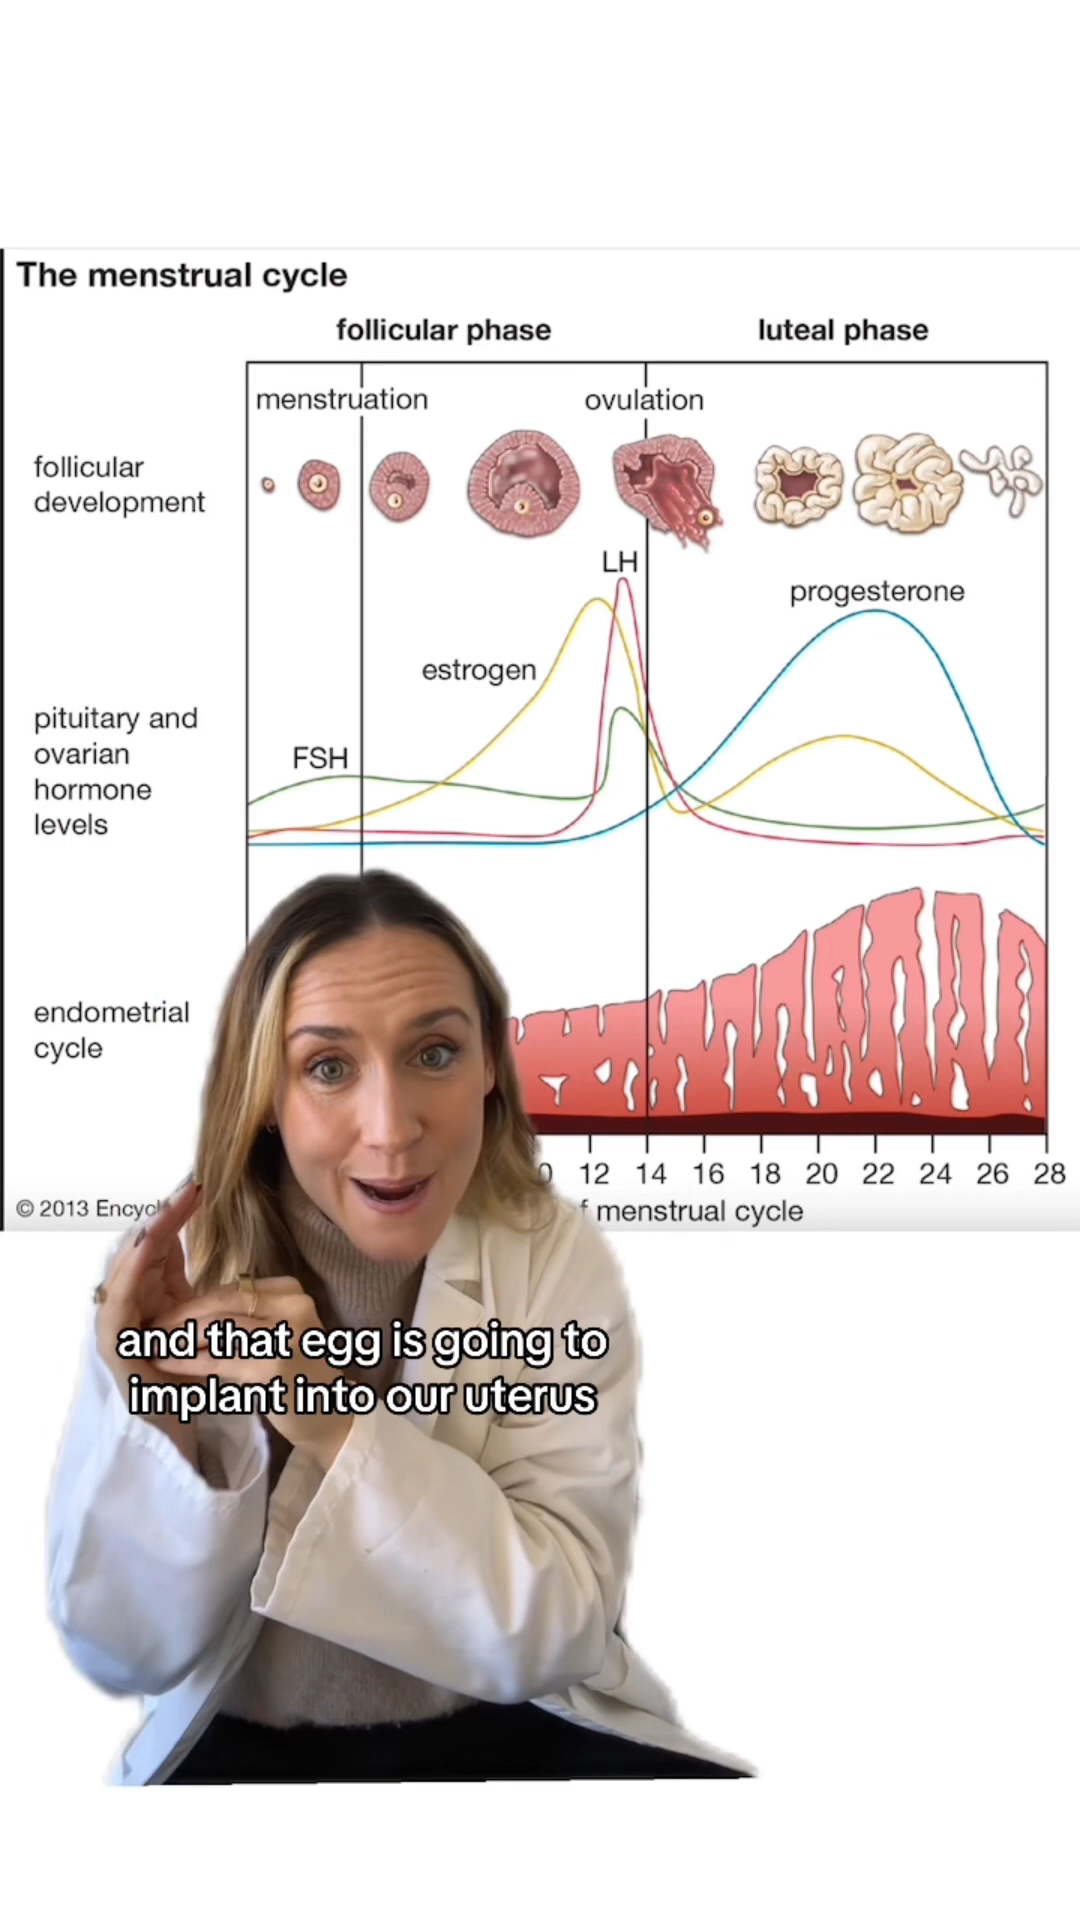 The menstrual cycle
follicular phase
luteal phase
menstruation
ovulation
follicular
development
LH
progesterone
estrogen
pituitary and
ovarian
hormone
levels
FSH
endometrial
cycle
12 14 16 18 20 22 24 26 28
© 2013
menstrual cycle
and that egg is going to
implant into our uterus